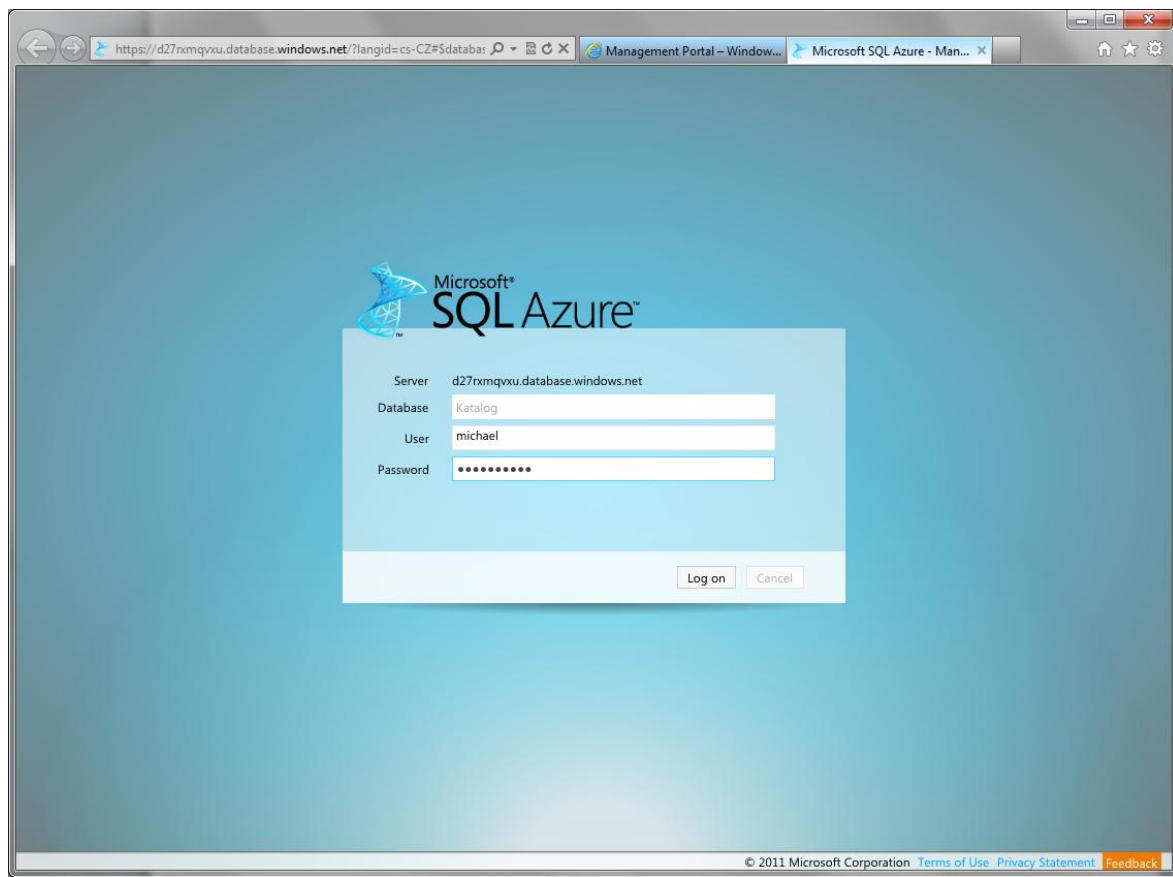 https://d27rxmqvxu.database.windows.net/?langid=cs-CZ#$databas
Management Portal – Window...
Microsoft SQL Azure - Man...
Microsoft®
SQL Azure™
Server d27rxmqvxu.database.windows.net
Database Katalog
User michael
Password ••••••••••
Log on Cancel
© 2011 Microsoft Corporation Terms of Use Privacy Statement Feedback